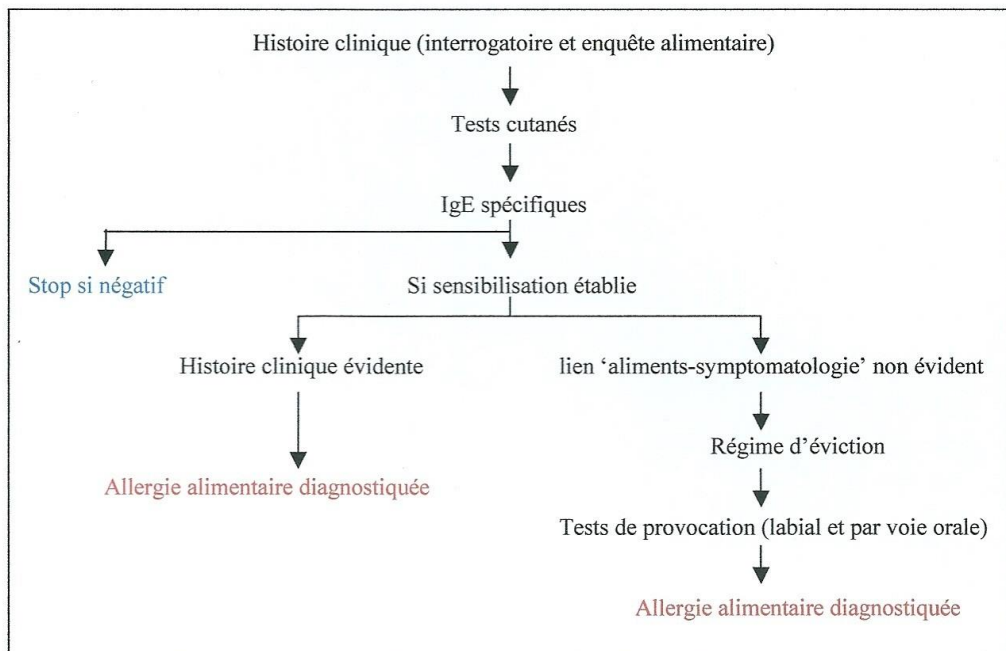 Histoire clinique (interrogatoire et enquête alimentaire)
Tests cutanés
IgE spécifiques
Stop si négatif
Si sensibilisation établie
Histoire clinique évidente
lien ‘aliments-symptomatologie’ non évident
Régime d’éviction
Allergie alimentaire diagnostiquée
Tests de provocation (labial et par voie orale)
Allergie alimentaire diagnostiquée